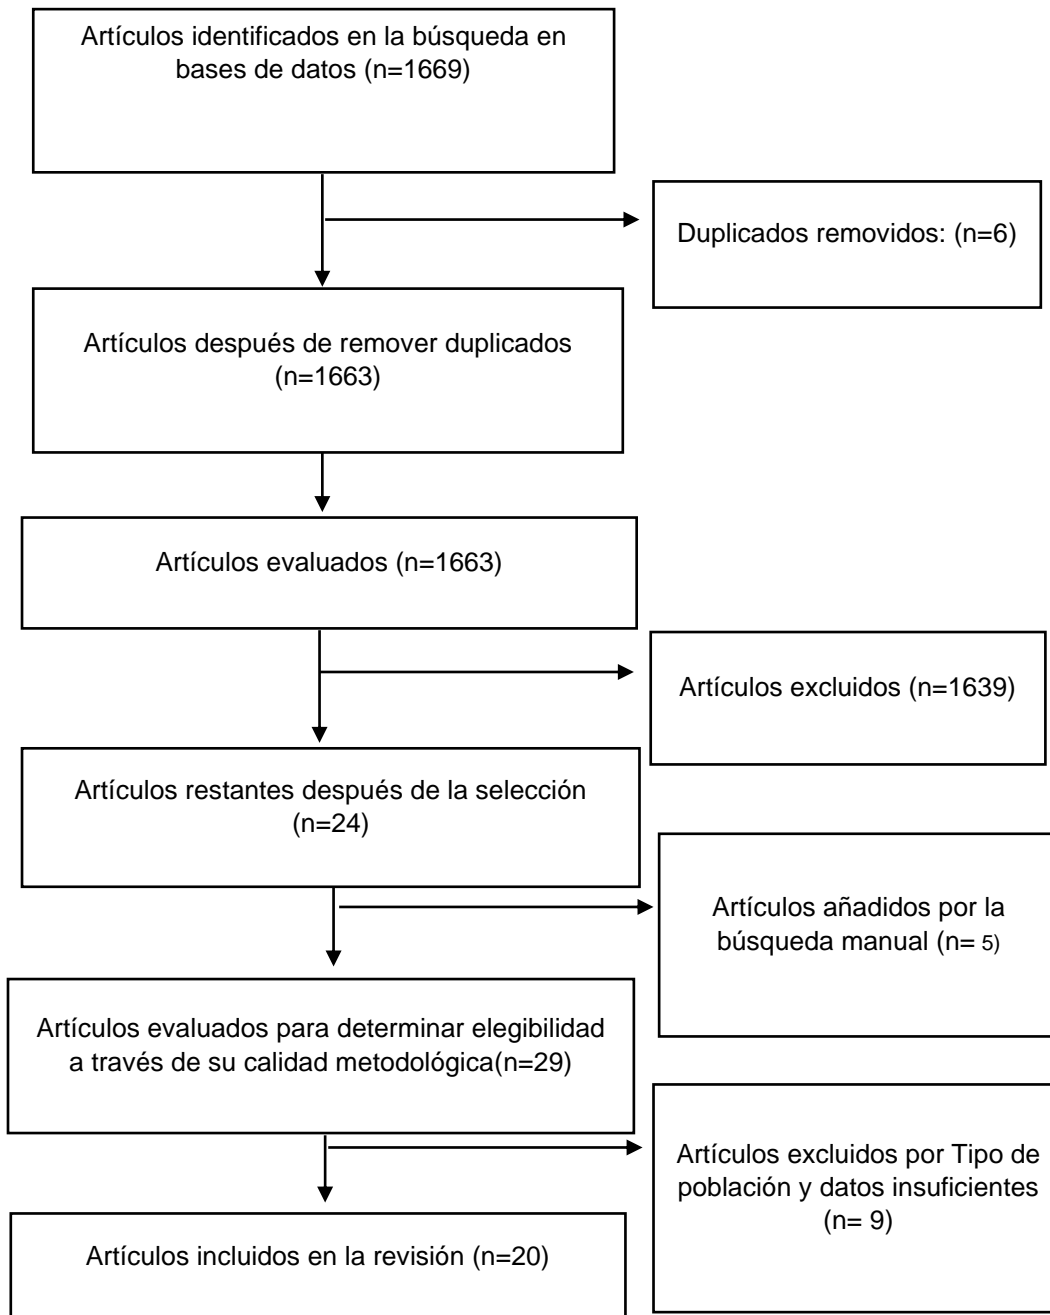 Artículos identificados en la búsqueda en
bases de datos (n=1669)
Duplicados removidos: (n=6)
Artículos después de remover duplicados
(n=1663)
Artículos evaluados (n=1663)
Artículos excluidos (n=1639)
Artículos restantes después de la selección
(n=24)
Artículos añadidos por la
búsqueda manual (n= 5)
Artículos evaluados para determinar elegibilidad
a través de su calidad metodológica(n=29)
Artículos excluidos por Tipo de
población y datos insuficientes
(n= 9)
Artículos incluidos en la revisión (n=20)